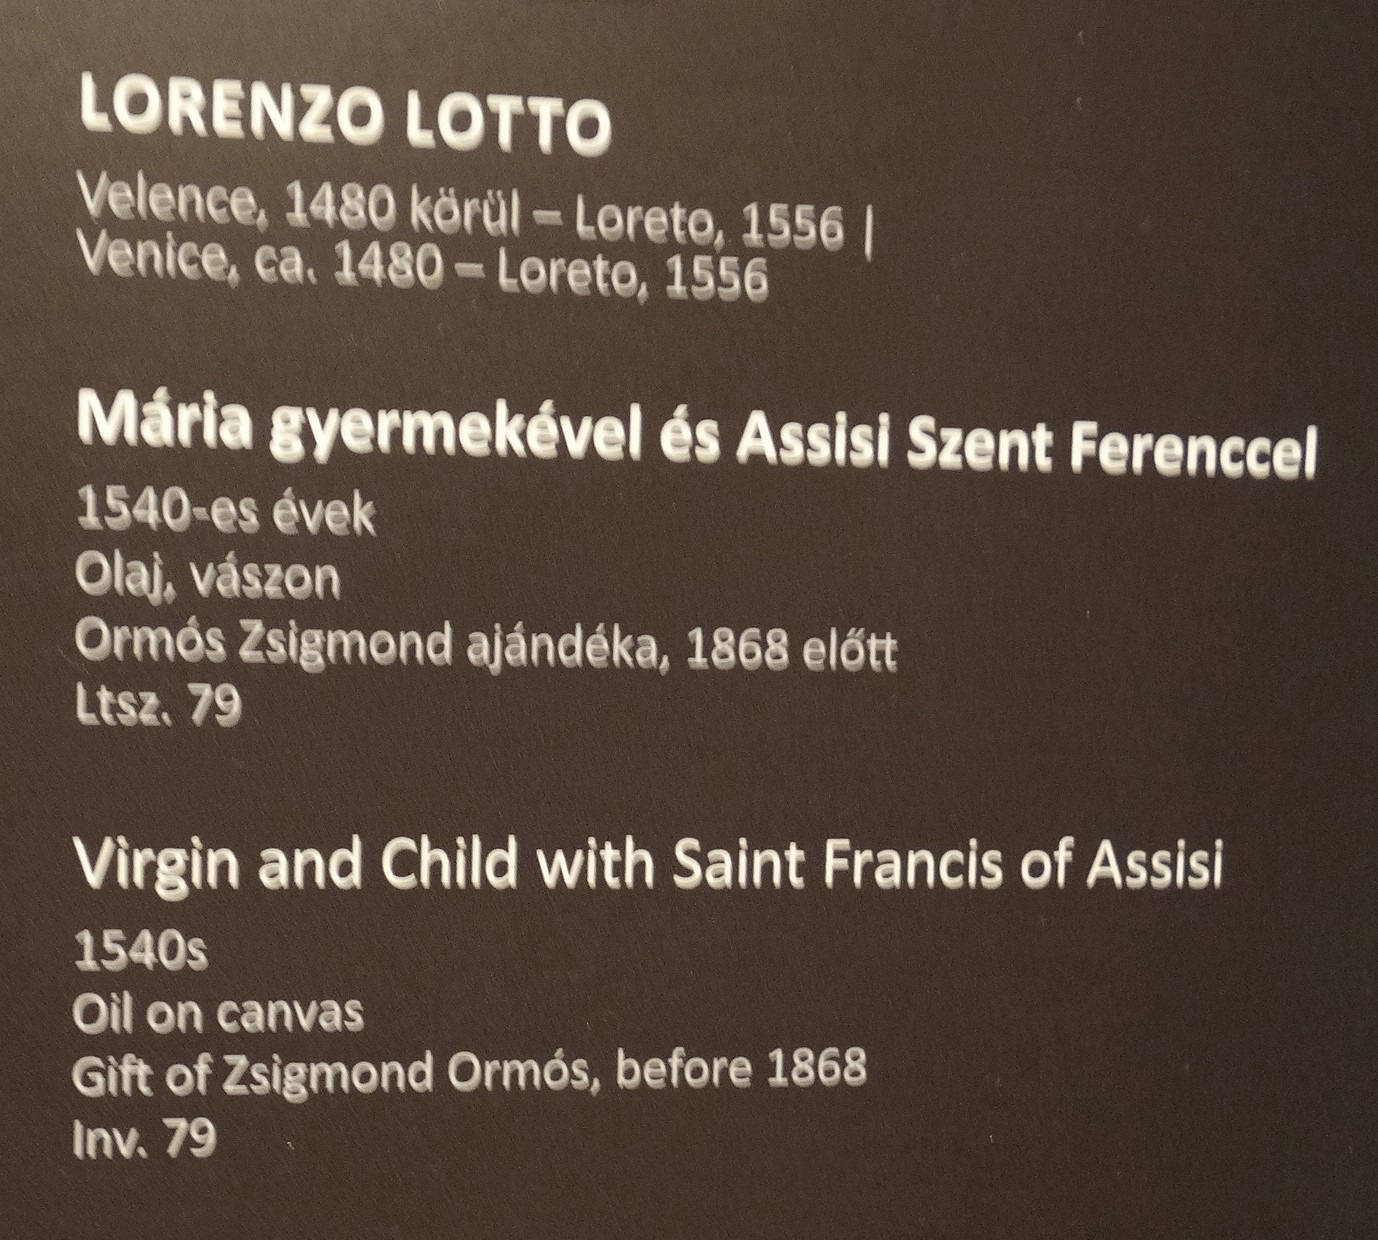 LORENZO LOTTO
Velence, 1480 körül – Loreto, 1556 |
Venice, ca. 1480 – Loreto, 1556
Mária gyermekével és Assisi Szent Ferenccel
1540-es évek
Olaj, vászon
Ormós Zsigmond ajándéka, 1868 előtt
Ltsz. 79
Virgin and Child with Saint Francis of Assisi
1540s
Oil on canvas
Gift of Zsigmond Ormós, before 1868
Inv. 79